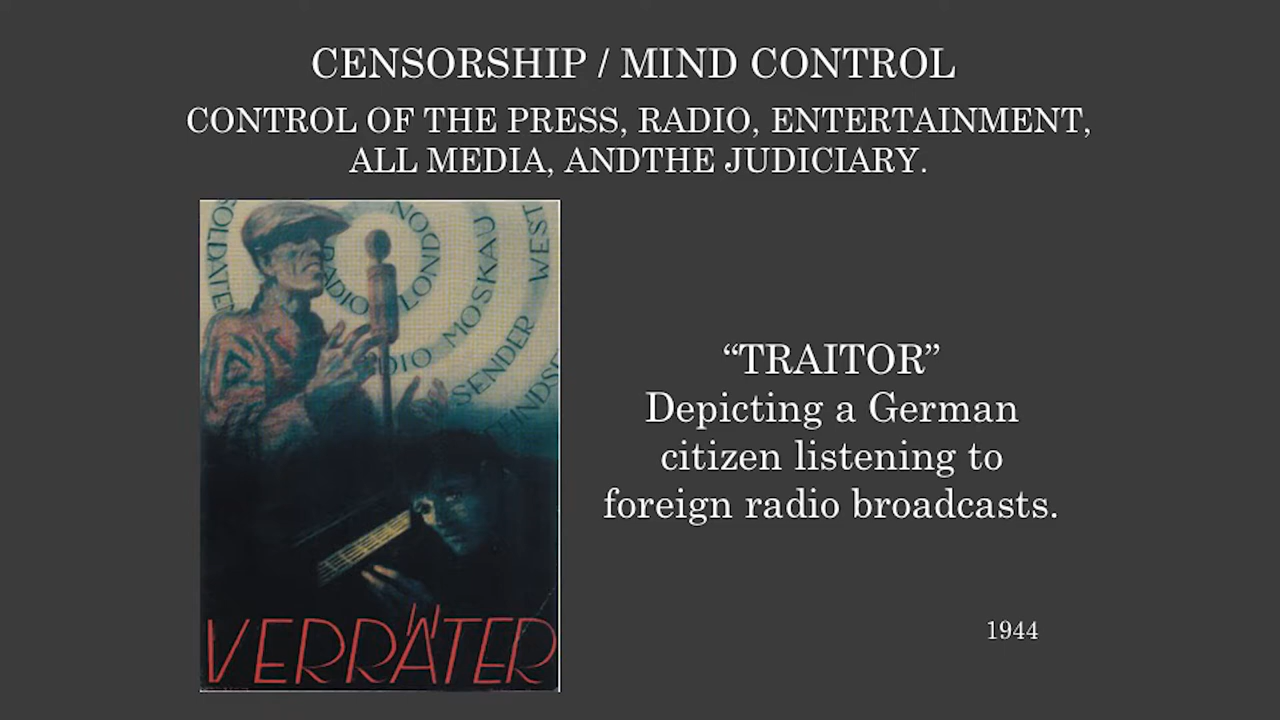 CENSORSHIP / MIND CONTROL
CONTROL OF THE PRESS, RADIO, ENTERTAINMENT,
ALL MEDIA, ANDTHE JUDICIARY.
RADIO
LONDON
MOSKAU
SENDER
WEST
VERRÄTER
“TRAITOR”
Depicting a German
citizen listening to
foreign radio broadcasts.
1944